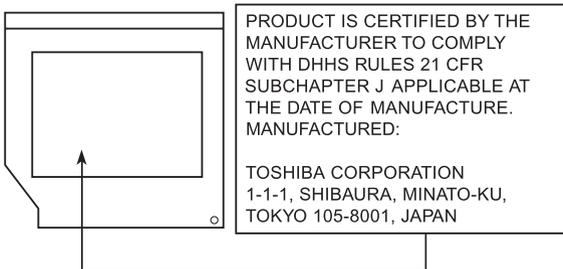 PRODUCT IS CERTIFIED BY THE
MANUFACTURER TO COMPLY
WITH DHHS RULES 21 CFR
SUBCHAPTER J APPLICABLE AT
THE DATE OF MANUFACTURE.
MANUFACTURED:
TOSHIBA CORPORATION
1-1-1, SHIBAURA, MINATO-KU,
TOKYO 105-8001, JAPAN